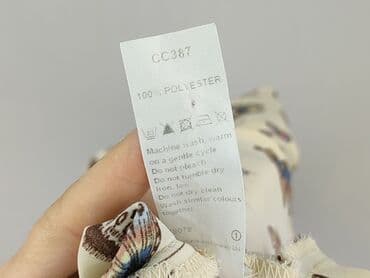 CC387
100% POLYESTER
Machine wash, warm
on a gentle cycle
Do not bleach
Do not tumble dry
Iron, low
Do not dry clean
Wash similar colours
together